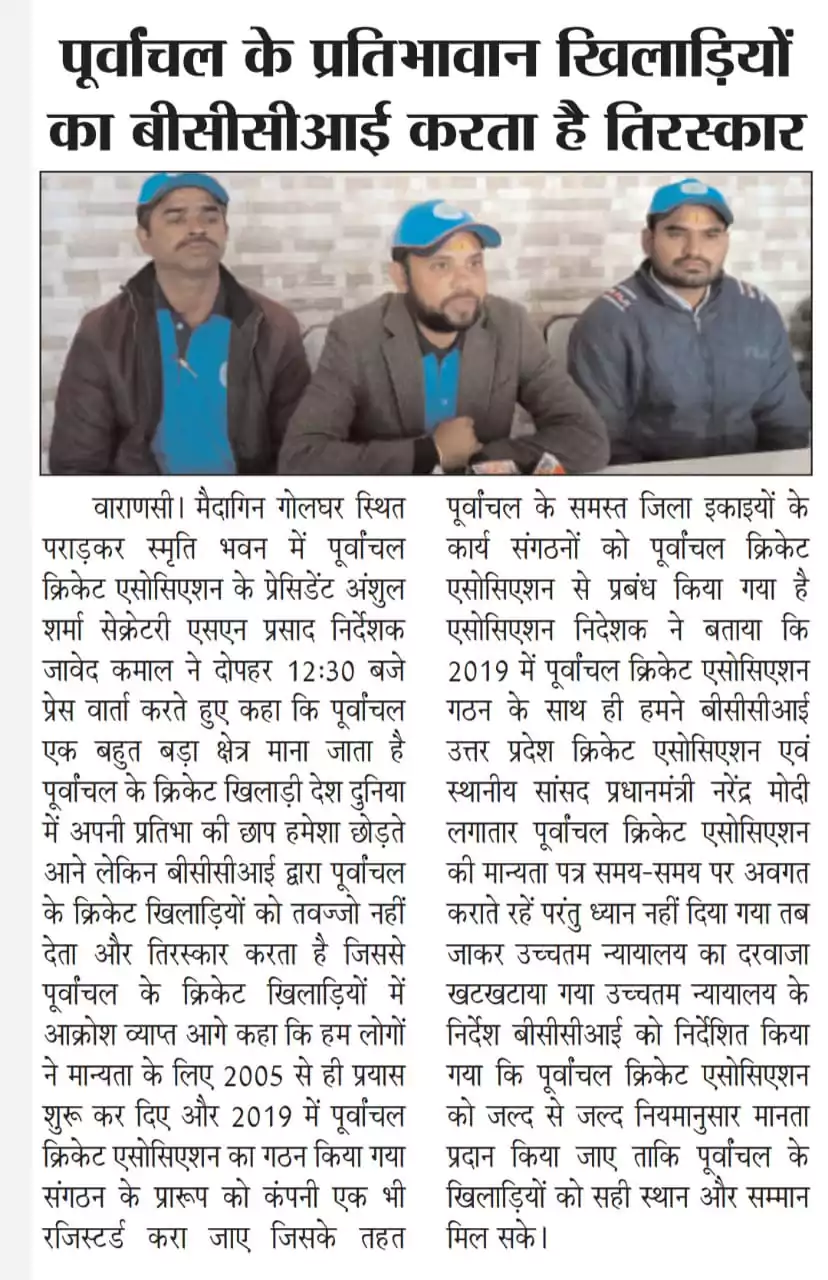 पूर्वांचल के प्रतिभावान खिलाड़ियों
का बीसीसीआई करता है तिरस्कार
वाराणसी। मैदागिन गोलघर स्थित
पराड़कर स्मृति भवन में पूर्वांचल
क्रिकेट एसोसिएशन के प्रेसिडेंट अंशुल
शर्मा सेक्रेटरी एसएन प्रसाद निर्देशक
जावेद कमाल ने दोपहर 12:30 बजे
प्रेस वार्ता करते हुए कहा कि पूर्वांचल
एक बहुत बड़ा क्षेत्र माना जाता है
पूर्वांचल के क्रिकेट खिलाड़ी देश दुनिया
में अपनी प्रतिभा की छाप हमेशा छोड़ते
आने लेकिन बीसीसीआई द्वारा पूर्वांचल
के क्रिकेट खिलाड़ियों को तवज्जो नहीं
देता और तिरस्कार करता है जिससे
पूर्वांचल के क्रिकेट खिलाड़ियों में
आक्रोश व्याप्त आगे कहा कि हम लोगों
ने मान्यता के लिए 2005 से ही प्रयास
शुरू कर दिए और 2019 में पूर्वांचल
क्रिकेट एसोसिएशन का गठन किया गया
संगठन के प्रारूप को कंपनी एक भी
रजिस्टर्ड करा जाए जिसके तहत
पूर्वांचल के समस्त जिला इकाइयों के
कार्य संगठनों को पूर्वांचल क्रिकेट
एसोसिएशन से प्रबंध किया गया है
एसोसिएशन निदेशक ने बताया कि
2019 में पूर्वांचल क्रिकेट एसोसिएशन
गठन के साथ ही हमने बीसीसीआई
उत्तर प्रदेश क्रिकेट एसोसिएशन एवं
स्थानीय सांसद प्रधानमंत्री नरेंद्र मोदी
लगातार पूर्वांचल क्रिकेट एसोसिएशन
की मान्यता पत्र समय-समय पर अवगत
कराते रहें परंतु ध्यान नहीं दिया गया तब
जाकर उच्चतम न्यायालय का दरवाजा
खटखटाया गया उच्चतम न्यायालय के
निर्देश बीसीसीआई को निर्देशित किया
गया कि पूर्वांचल क्रिकेट एसोसिएशन
को जल्द से जल्द नियमानुसार मानता
प्रदान किया जाए ताकि पूर्वांचल के
खिलाड़ियों को सही स्थान और सम्मान
मिल सके।